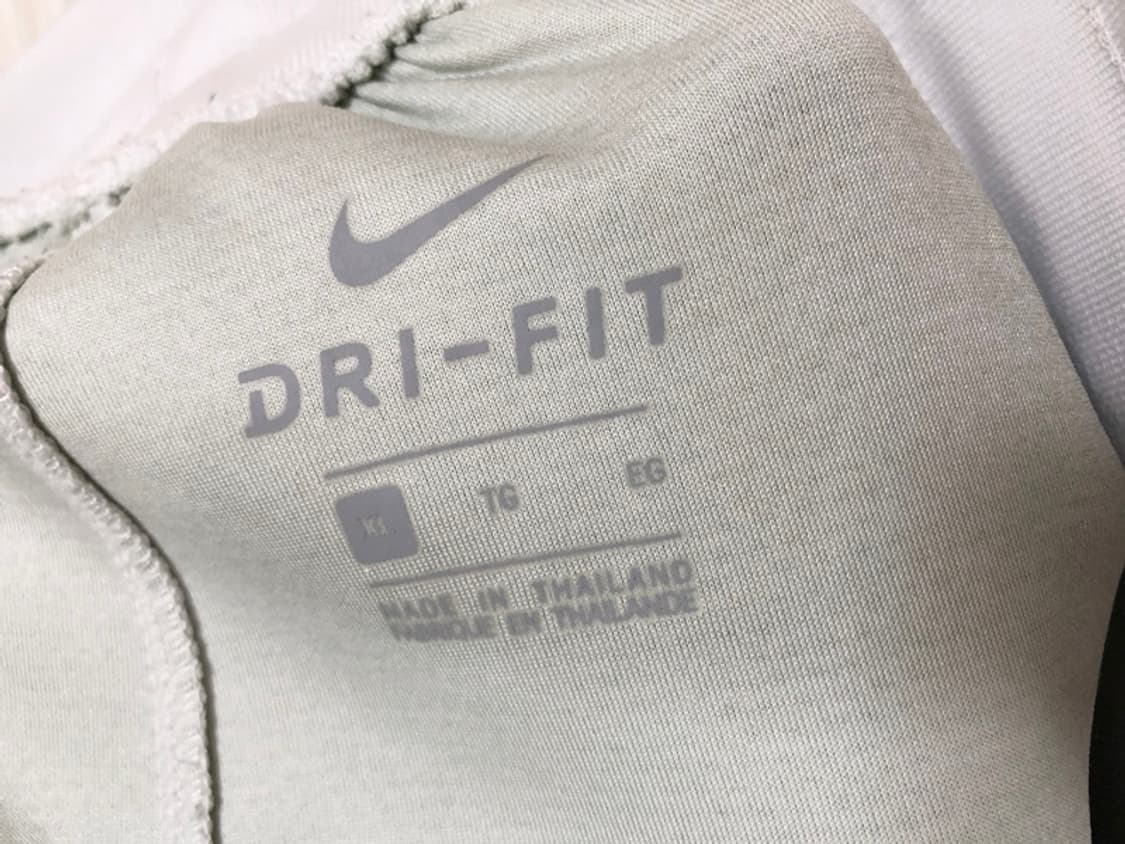 DRI-FIT
XL TG EG
MADE IN THAILAND
FABRIQUE EN THAILANDE